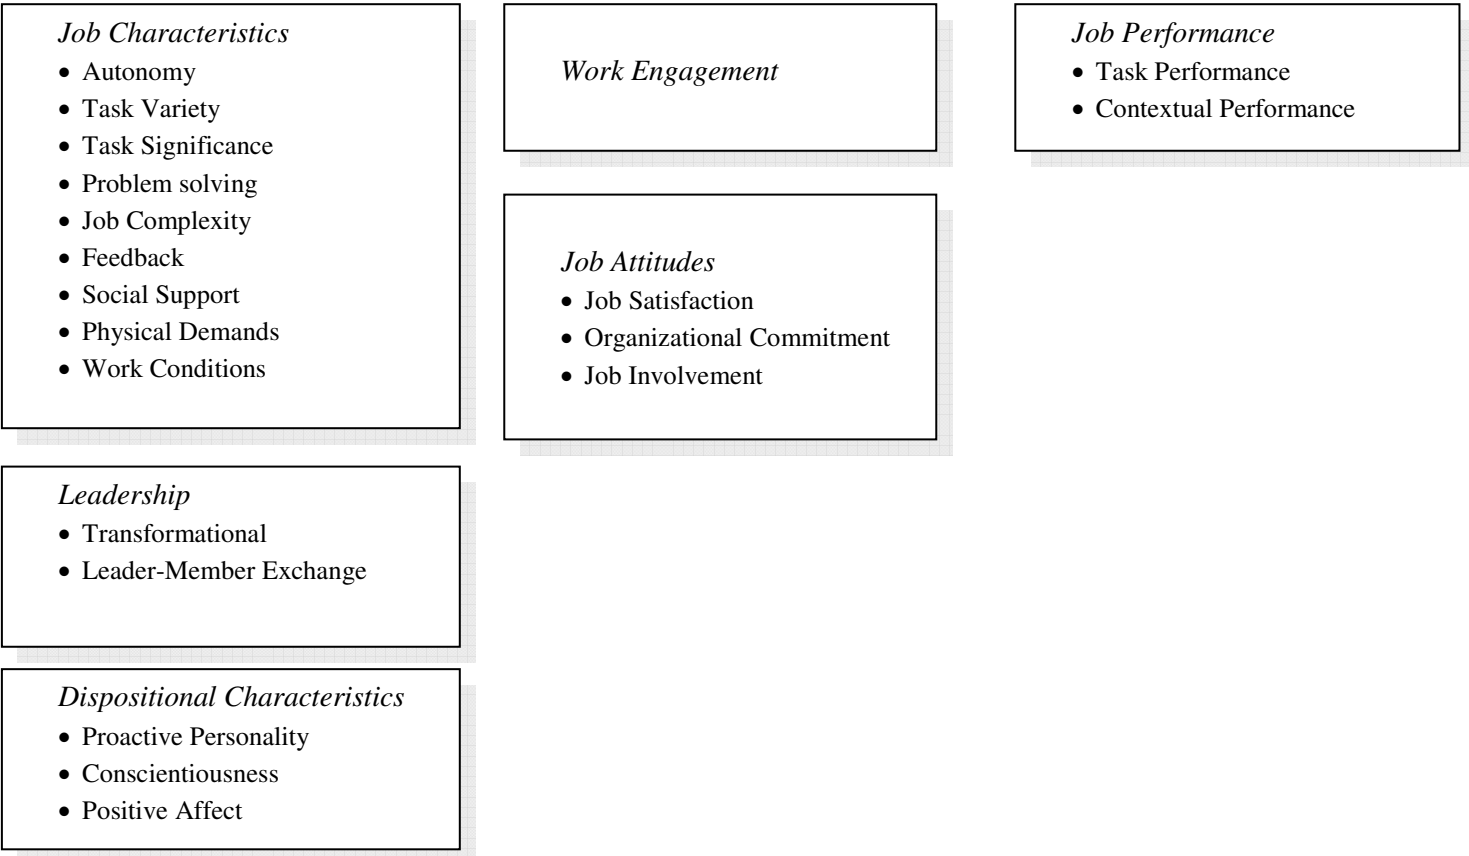 Job Characteristics
• Autonomy
• Task Variety
• Task Significance
• Problem solving
• Job Complexity
• Feedback
• Social Support
• Physical Demands
• Work Conditions
Leadership
• Transformational
• Leader-Member Exchange
Dispositional Characteristics
• Proactive Personality
• Conscientiousness
• Positive Affect
Work Engagement
Job Attitudes
• Job Satisfaction
• Organizational Commitment
• Job Involvement
Job Performance
• Task Performance
• Contextual Performance